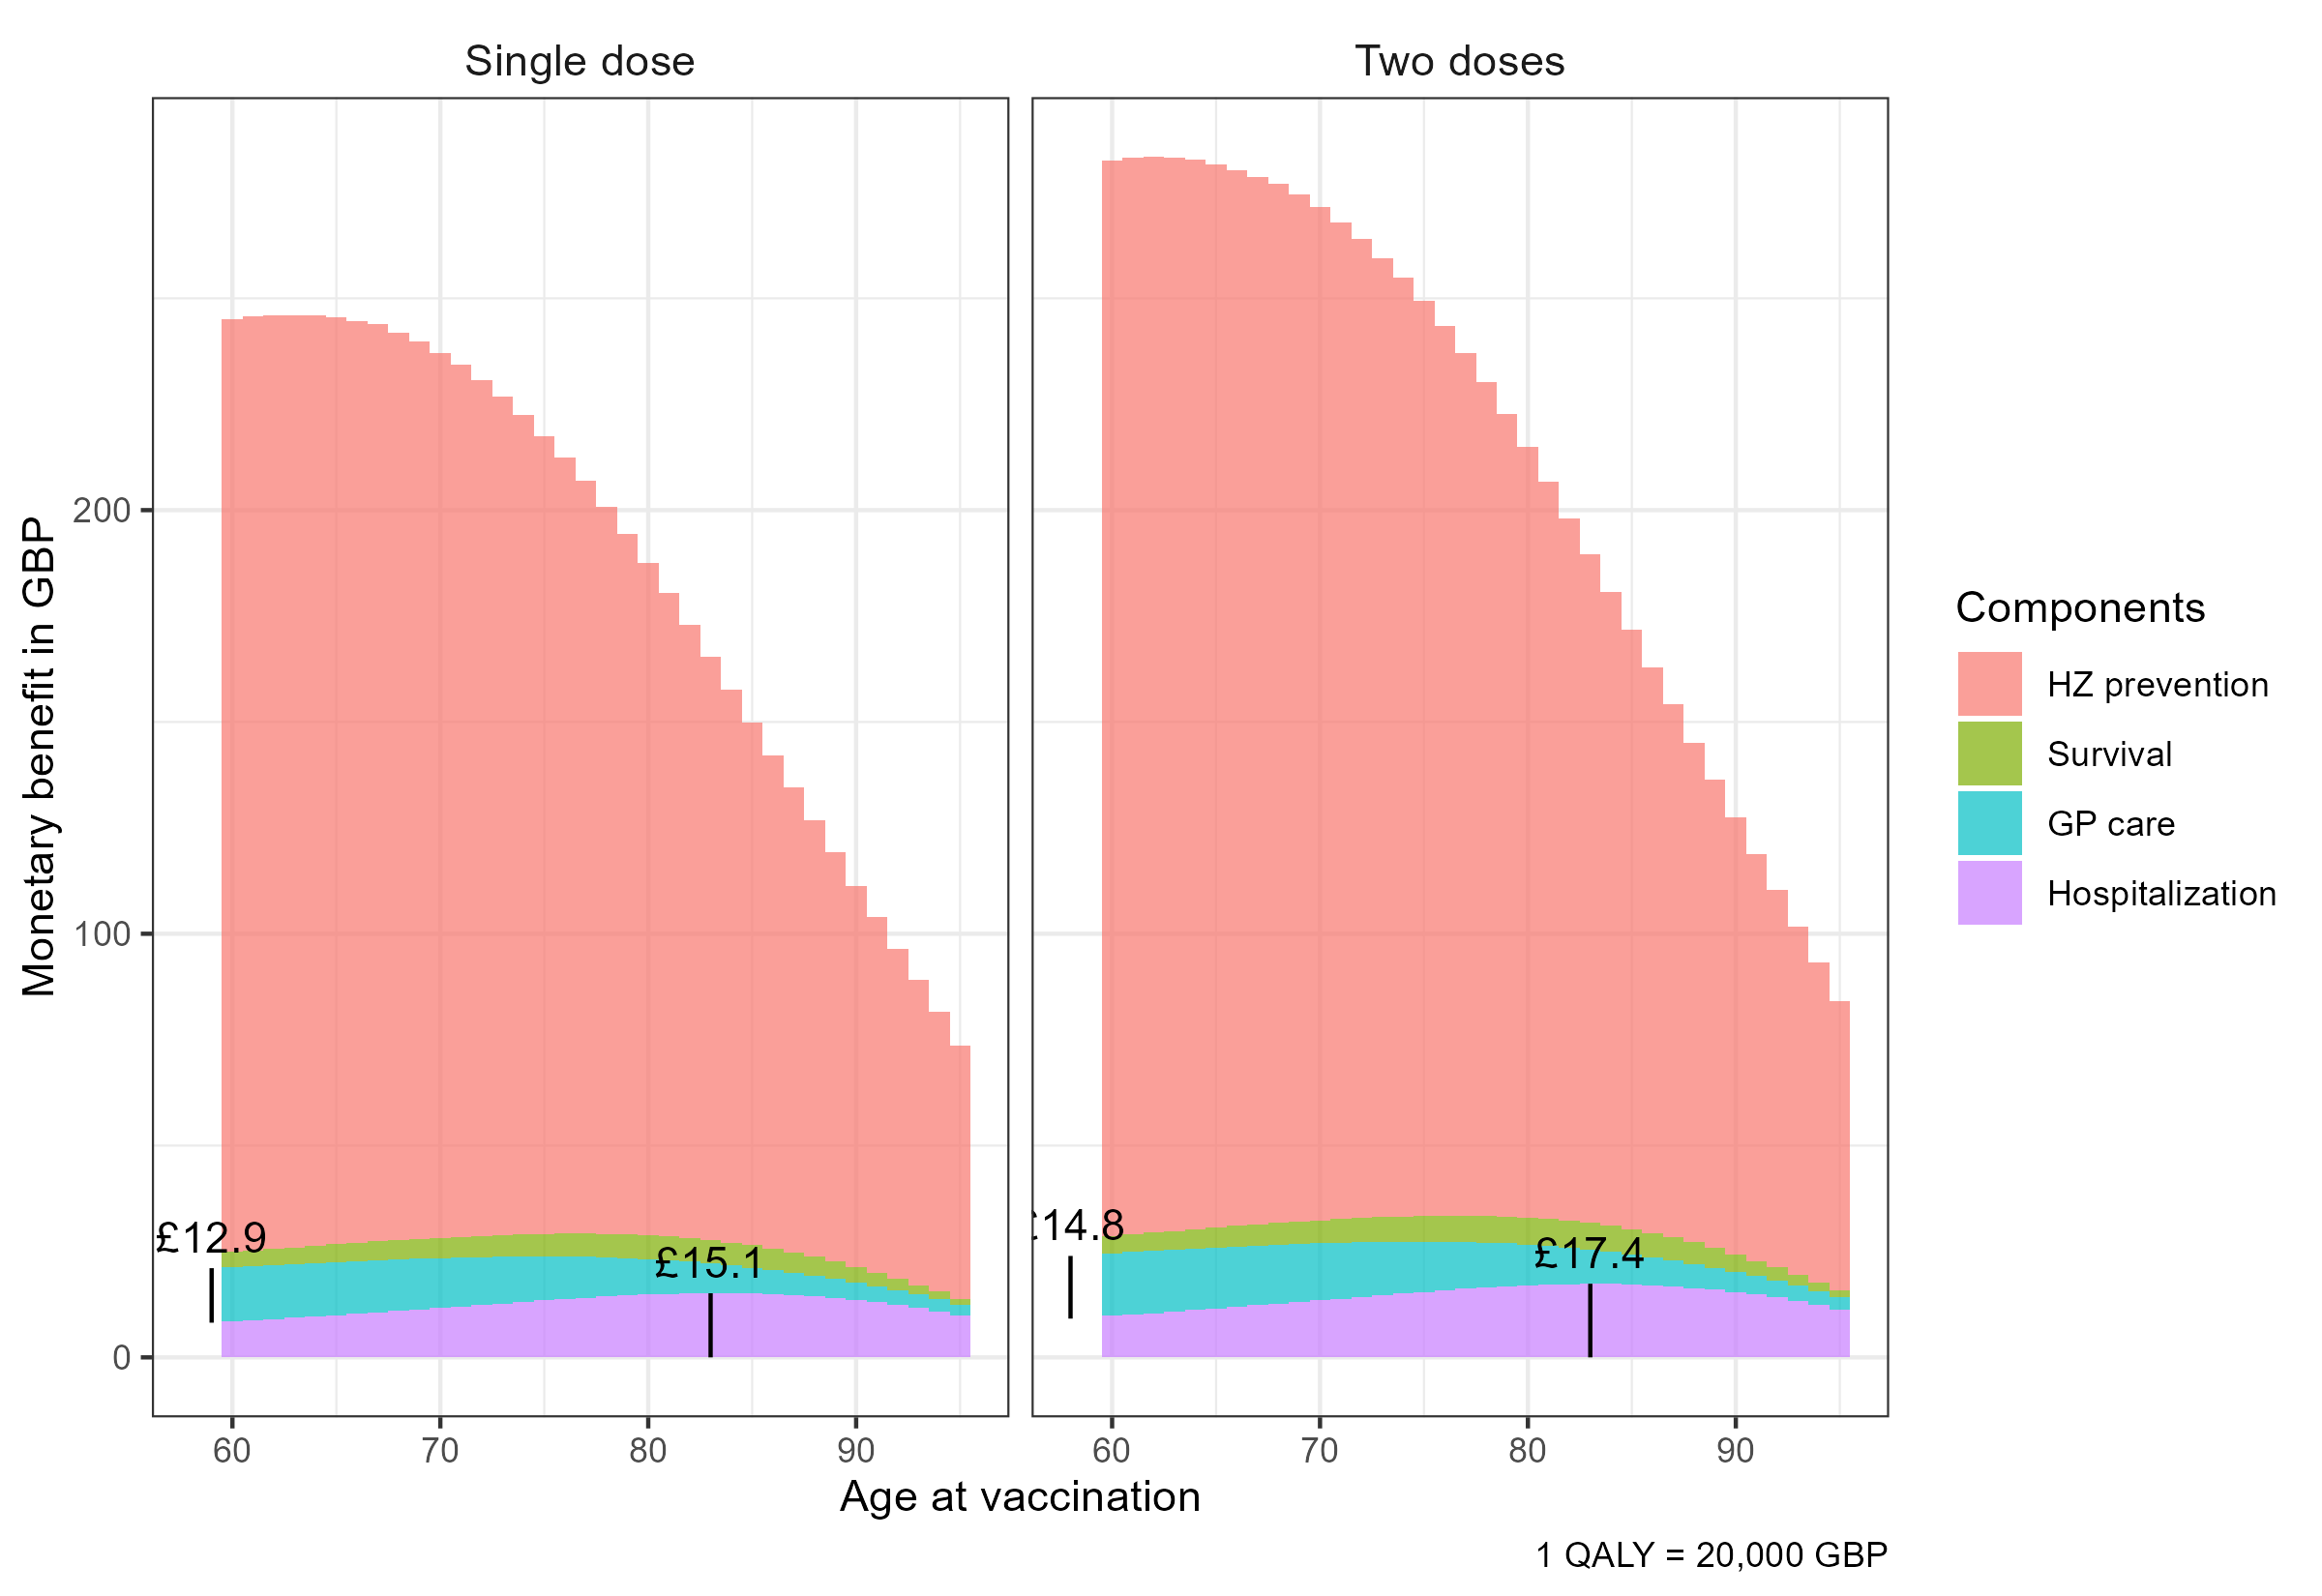 Single dose
Two doses
Monetary benefit in GBP
200
100
0
£12.9
£15.1
£14.8
£17.4
60
70
80
90
60
70
80
90
Age at vaccination
1 QALY = 20,000 GBP
Components
HZ prevention
Survival
GP care
Hospitalization